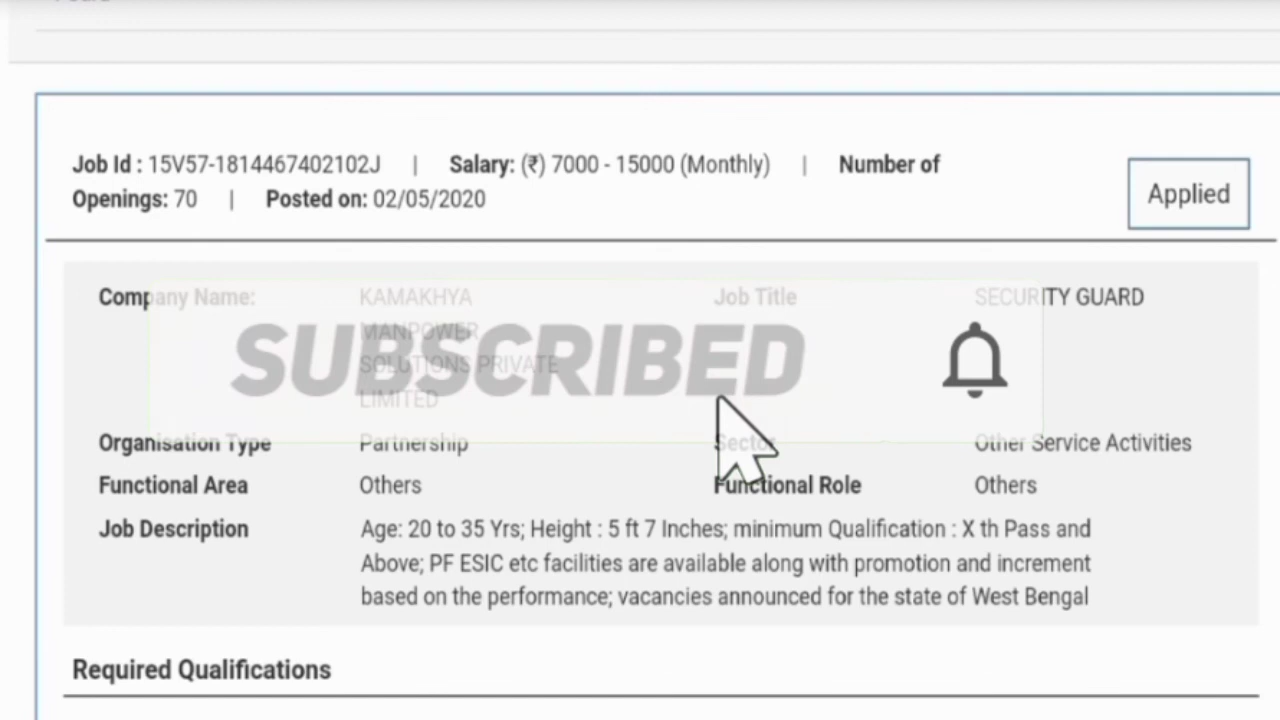 Job Id : 15V57-1814467402102J | Salary: (₹) 7000 - 15000 (Monthly) | Number of
Openings: 70 | Posted on: 02/05/2020
Applied
Company Name: KAMAKHYA MANPOWER SOLUTIONS PRIVATE LIMITED
Job Title SECURITY GUARD
SUBSCRIBED
Organisation Type Partnership Sector Other Service Activities
Functional Area Others Functional Role Others
Job Description Age: 20 to 35 Yrs; Height : 5 ft 7 Inches; minimum Qualification : X th Pass and
Above; PF ESIC etc facilities are available along with promotion and increment
based on the performance; vacancies announced for the state of West Bengal
Required Qualifications